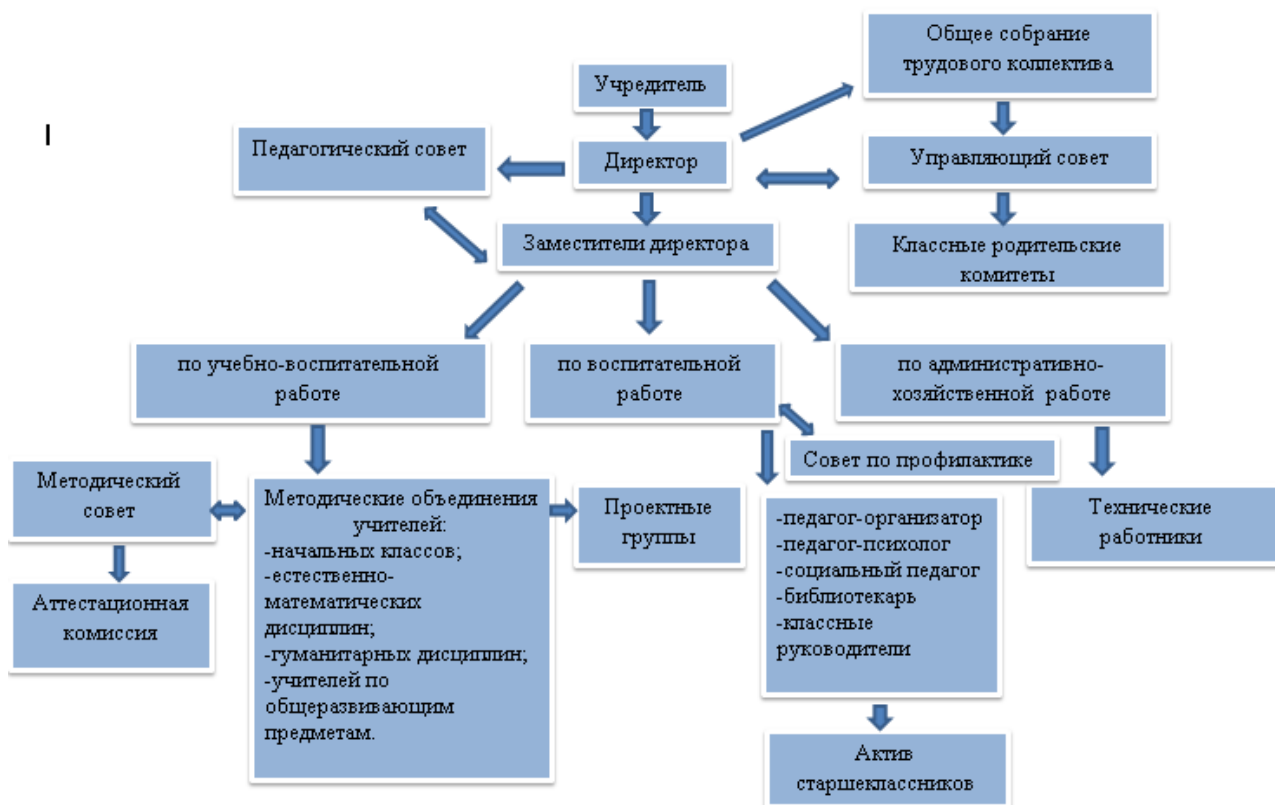 Общее собрание
трудового коллектива
Учредитель
I
Педагогический совет
Директор
Управляющий совет
Заместители директора
Классные родительские
комитеты
по учебно-воспитательной
работе
по воспитательной
работе
по административно-
хозяйственной работе
Совет по профилактике
Методический
совет
Методические объединения
учителей:
-начальных классов;
-естественно-
математических
дисциплин;
-гуманитарных дисциплин;
-учителей по
общеразвивающим
предметам.
Проектные
группы
-педагог-организатор
-педагог-психолог
-социальный педагог
-библиотекарь
-классные
руководители
Технические
работники
Аттестационная
комиссия
Актив
старшеклассников